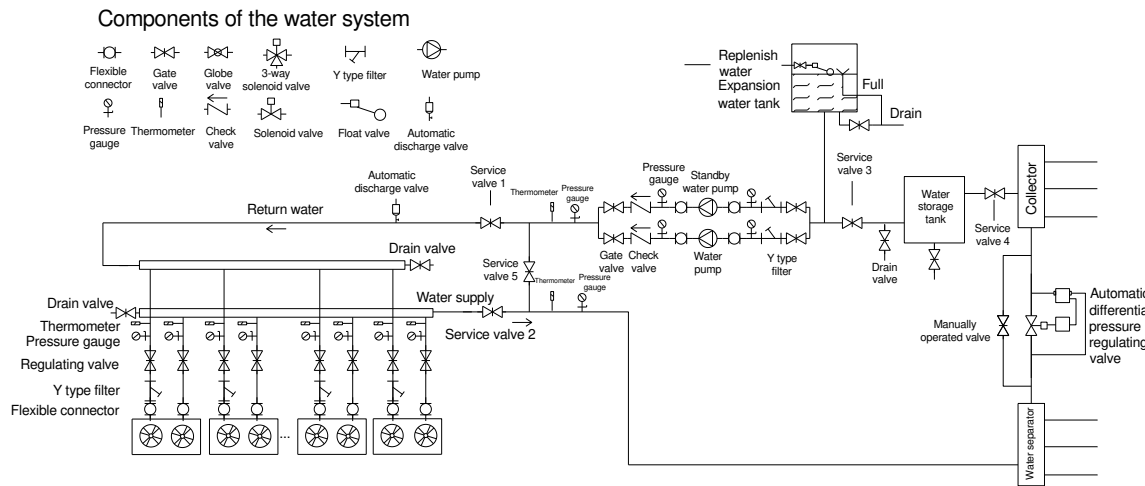 Components of the water system
Flexible
connector
Gate
valve
Globe
valve
3-way
solenoid valve
Y type filter
Water pump
Pressure
gauge
Thermometer
Check
valve
Solenoid valve
Float valve
Automatic
discharge valve
Replenish
water
Expansion
water tank
Full
Drain
Automatic
discharge valve
Service
valve 1
Thermometer
Pressure
gauge
Pressure
gauge
Standby
water pump
Service
valve 3
Water
storage
tank
Service
valve 4
Collector
Return water
Gate
valve
Check
valve
Water
pump
Y type
filter
Drain
valve
Drain valve
Service
valve 5
Thermometer
Pressure
gauge
Water supply
Service valve 2
Drain valve
Thermometer
Pressure gauge
Regulating valve
Y type filter
Flexible connector
...
Manually
operated valve
Automatic
differentia
pressure
regulating
valve
Water separator